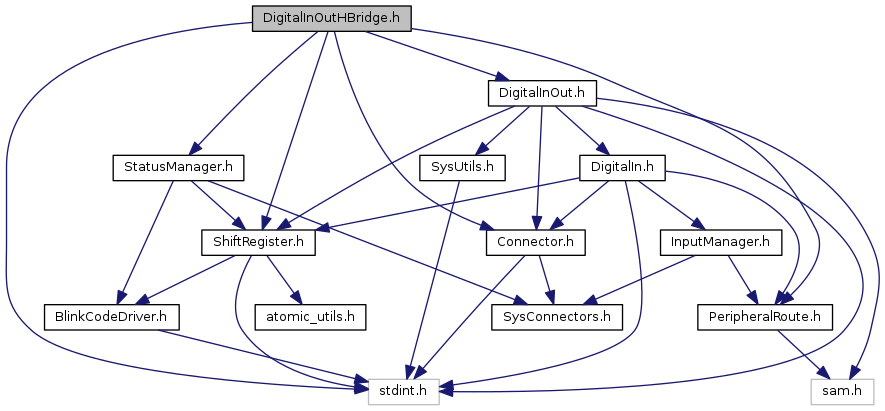 DigitalInOutHBridge.h
DigitalInOut.h
StatusManager.h
SysUtils.h
DigitalIn.h
ShiftRegister.h
Connector.h
InputManager.h
BlinkCodeDriver.h
atomic_utils.h
SysConnectors.h
PeripheralRoute.h
stdint.h
sam.h